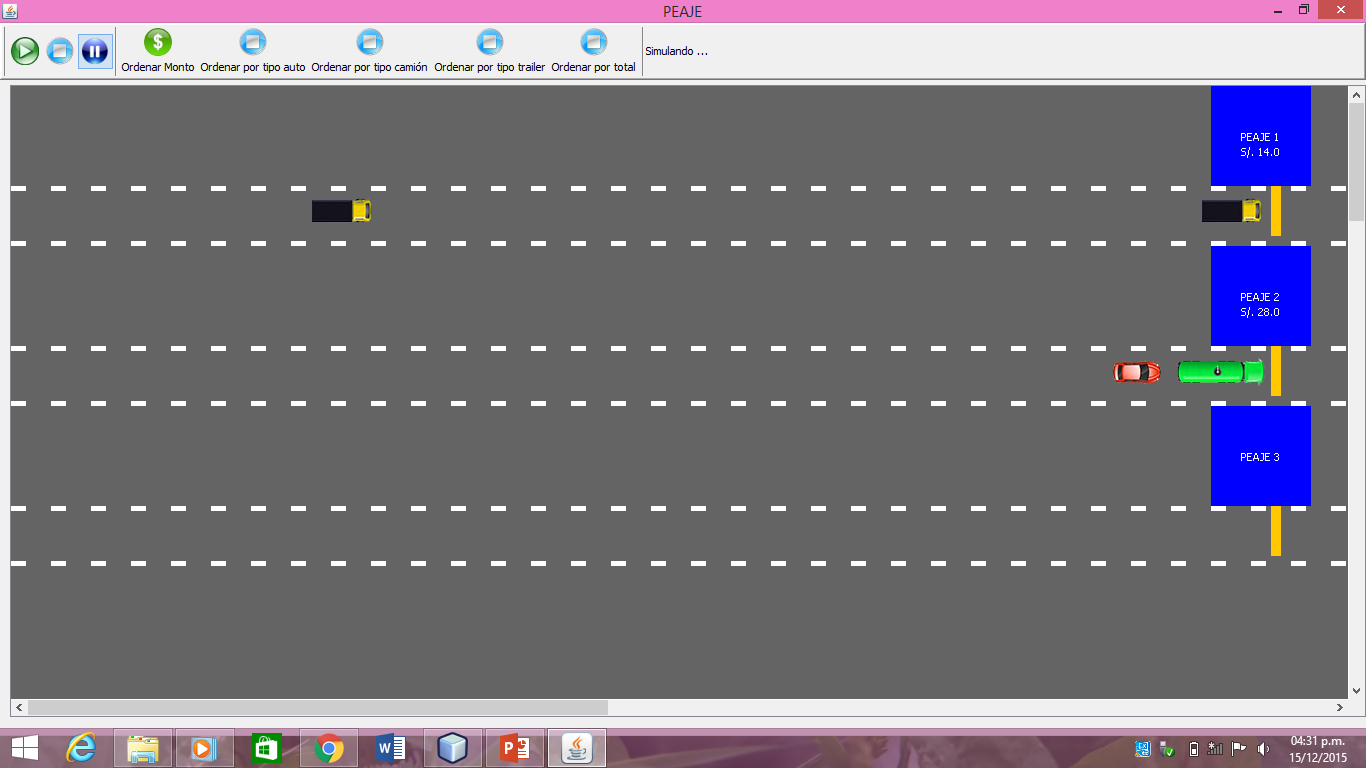 PEAJE
Ordenar Monto
Ordenar por tipo auto
Ordenar por tipo camión
Ordenar por tipo trailer
Ordenar por total
Simulando ...
PEAJE 1
S/. 14.0
PEAJE 2
S/. 28.0
PEAJE 3
04:31 p.m.
15/12/2015